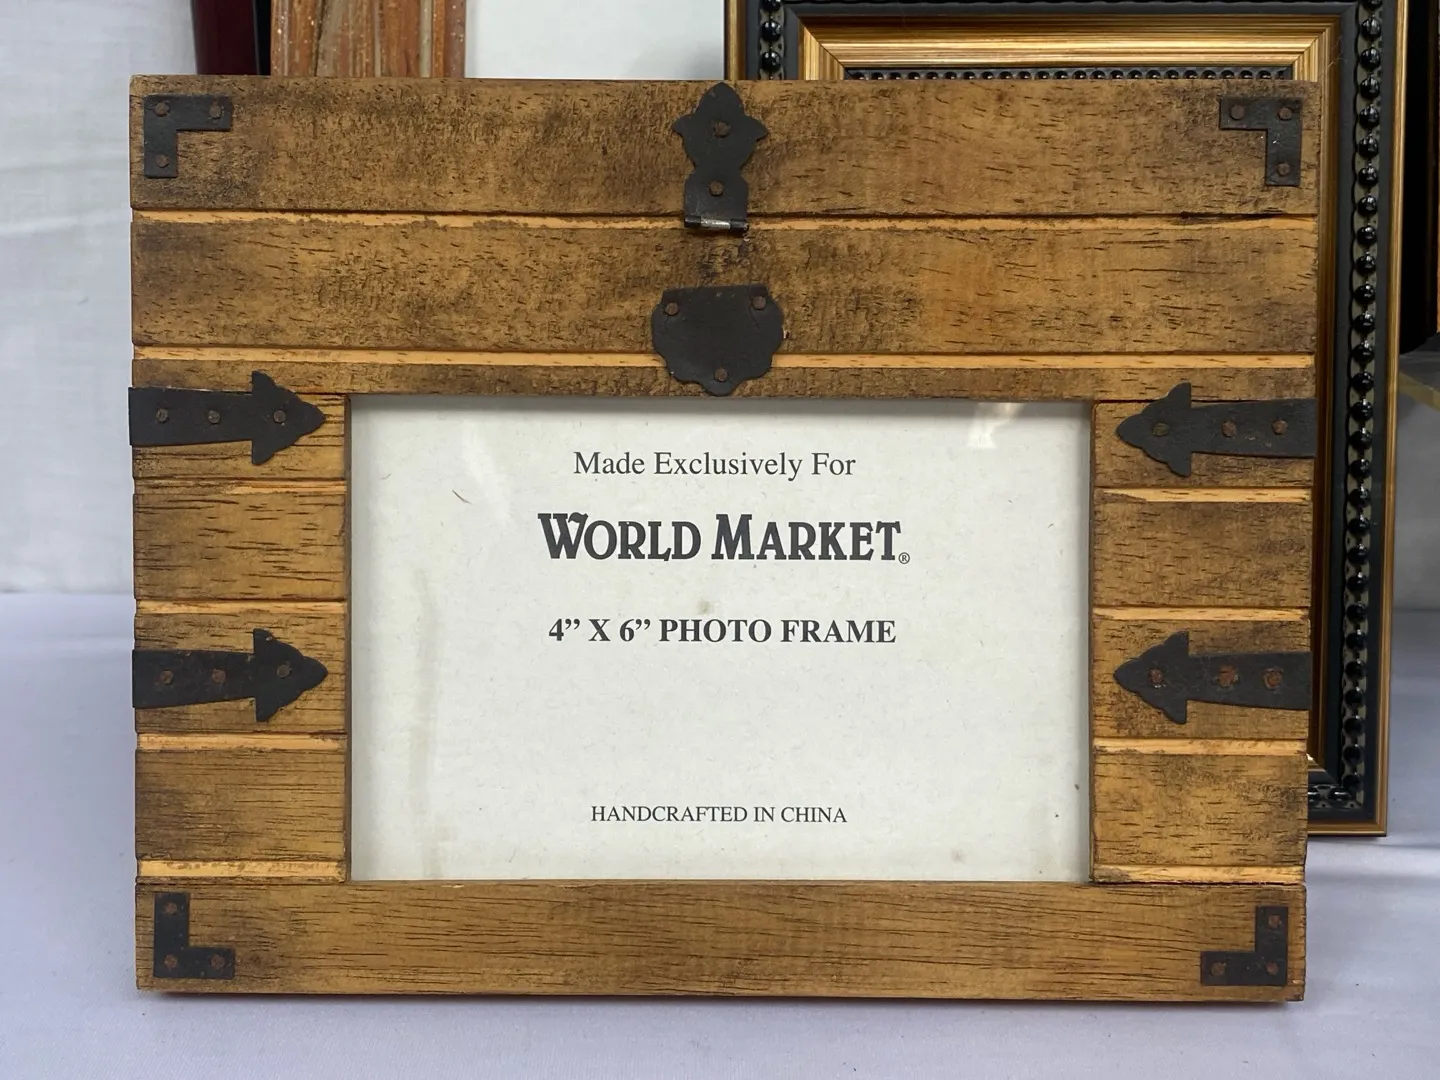 Made Exclusively For
WORLD MARKET®
4” X 6” PHOTO FRAME
HANDCRAFTED IN CHINA